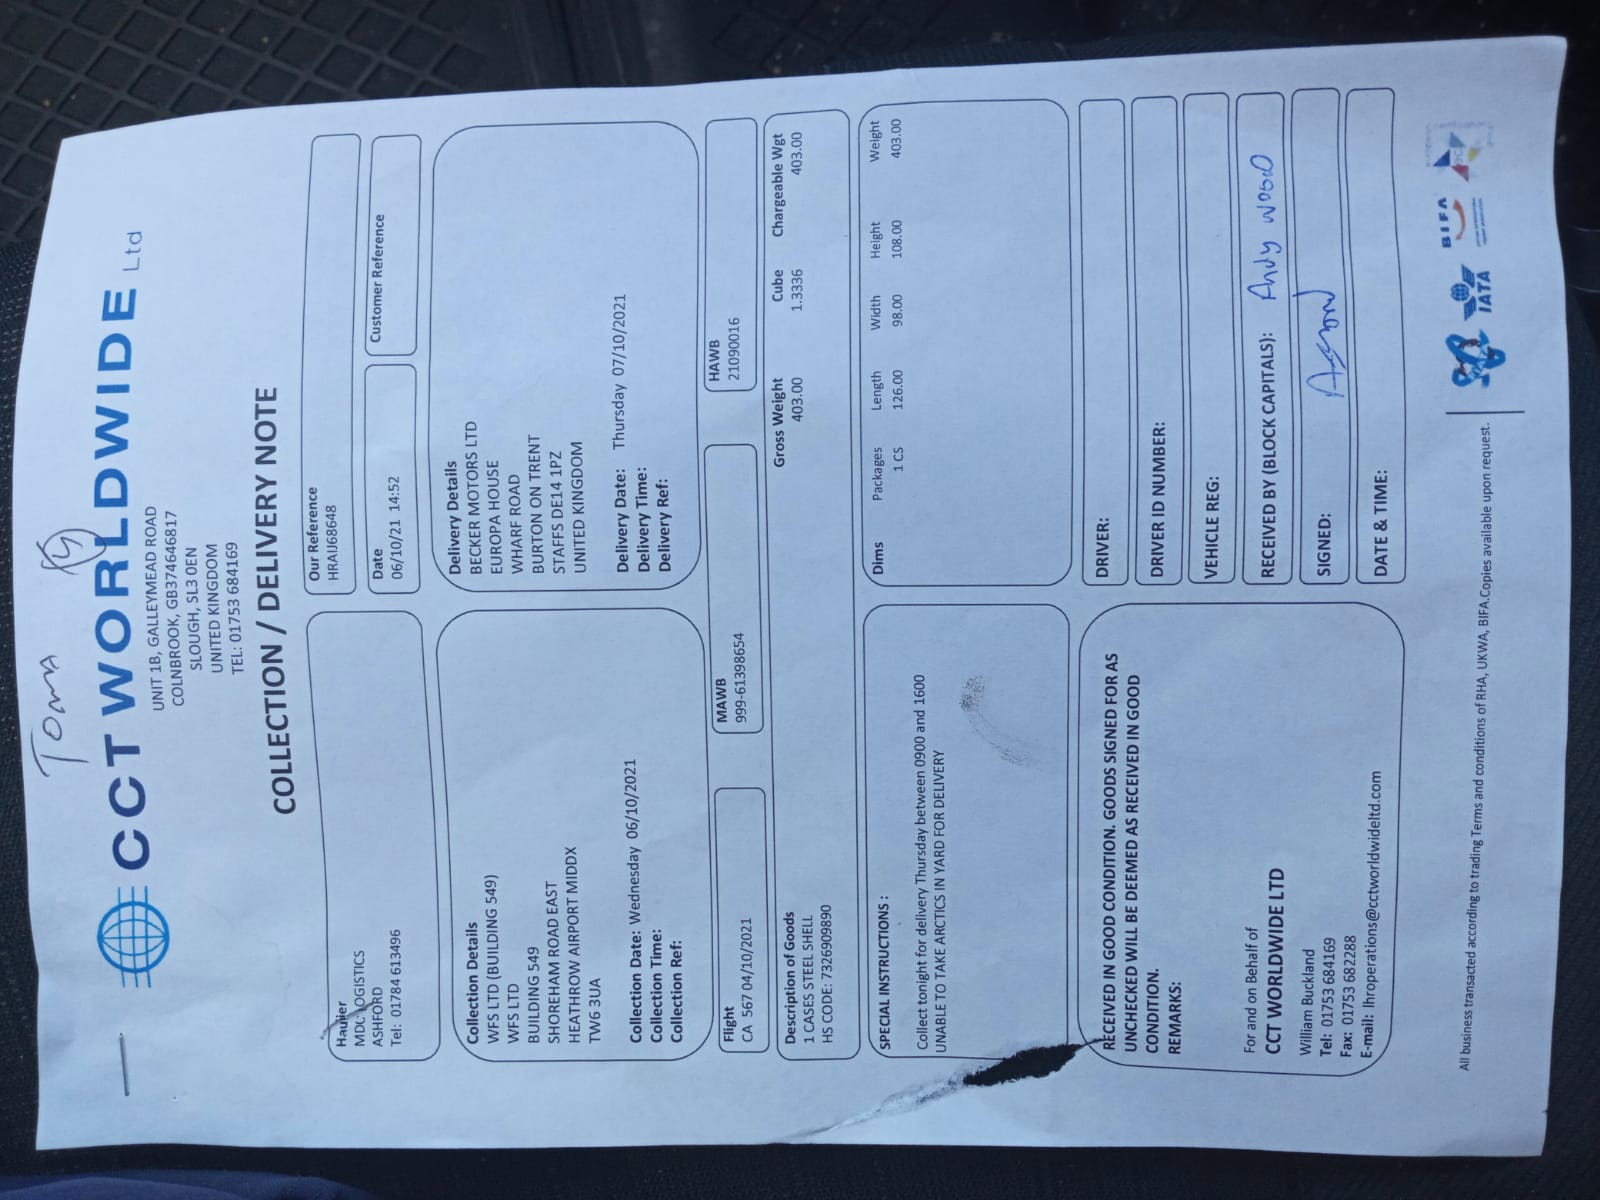 Toma (4)
CCT WORLDWIDE Ltd
UNIT 1B, GALLEYMEAD ROAD
COLNBROOK, GB374646817
SLOUGH, SL3 0EN
UNITED KINGDOM
TEL: 01753 684169
COLLECTION / DELIVERY NOTE
Haulier
MDC LOGISTICS
ASHFORD
Tel: 01784 613496
Our Reference
HRAIJ68648
Date
06/10/21 14:52
Customer Reference
Collection Details
WFS LTD (BUILDING 549)
WFS LTD
BUILDING 549
SHOREHAM ROAD EAST
HEATHROW AIRPORT MIDDX
TW6 3UA
Collection Date: Wednesday 06/10/2021
Collection Time:
Collection Ref:
Delivery Details
BECKER MOTORS LTD
EUROPA HOUSE
WHARF ROAD
BURTON ON TRENT
STAFFS DE14 1PZ
UNITED KINGDOM
Delivery Date: Thursday 07/10/2021
Delivery Time:
Delivery Ref:
Flight
CA 567 04/10/2021
MAWB
999-61398654
HAWB
21090016
Description of Goods Gross Weight Cube Chargeable Wgt
1 CASES STEEL SHELL 403.00 1.3336 403.00
HS CODE: 7326909890
SPECIAL INSTRUCTIONS :
Collect tonight for delivery Thursday between 0900 and 1600
UNABLE TO TAKE ARCTICS IN YARD FOR DELIVERY
Dims Packages Length Width Height Weight
1 CS 126.00 98.00 108.00 403.00
RECEIVED IN GOOD CONDITION. GOODS SIGNED FOR AS
UNCHECKED WILL BE DEEMED AS RECEIVED IN GOOD
CONDITION.
REMARKS:
For and on Behalf of
CCT WORLDWIDE LTD
William Buckland
Tel: 01753 684169
Fax: 01753 682288
E-mail: lhroperations@cctworldwideltd.com
DRIVER:
DRIVER ID NUMBER:
VEHICLE REG:
RECEIVED BY (BLOCK CAPITALS): Andy Wood
SIGNED:
DATE & TIME:
All business transacted according to trading Terms and conditions of RHA, UKWA, BIFA.Copies available upon request.
IATA
BIFA